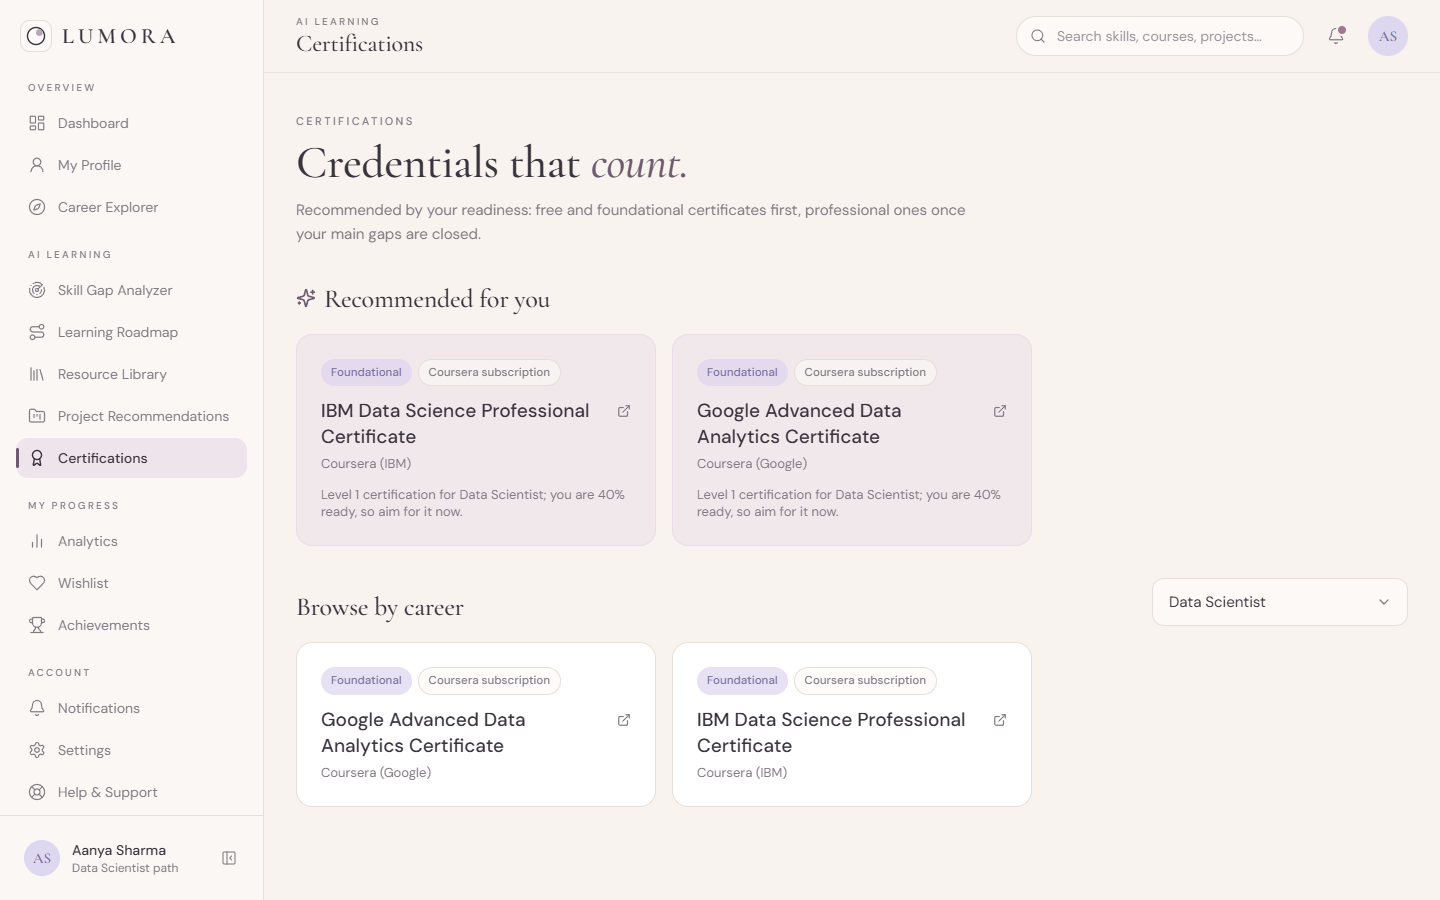 LUMORA
OVERVIEW
Dashboard
My Profile
Career Explorer
AI LEARNING
Skill Gap Analyzer
Learning Roadmap
Resource Library
Project Recommendations
Certifications
MY PROGRESS
Analytics
Wishlist
Achievements
ACCOUNT
Notifications
Settings
Help & Support
AS
Aanya Sharma
Data Scientist path
AI LEARNING
Certifications
Search skills, courses, projects...
AS
CERTIFICATIONS
Credentials that count.
Recommended by your readiness: free and foundational certificates first, professional ones once
your main gaps are closed.
Recommended for you
Foundational
Coursera subscription
IBM Data Science Professional
Certificate
Coursera (IBM)
Level 1 certification for Data Scientist; you are 40%
ready, so aim for it now.
Foundational
Coursera subscription
Google Advanced Data
Analytics Certificate
Coursera (Google)
Level 1 certification for Data Scientist; you are 40%
ready, so aim for it now.
Browse by career
Data Scientist
Foundational
Coursera subscription
Google Advanced Data
Analytics Certificate
Coursera (Google)
Foundational
Coursera subscription
IBM Data Science Professional
Certificate
Coursera (IBM)